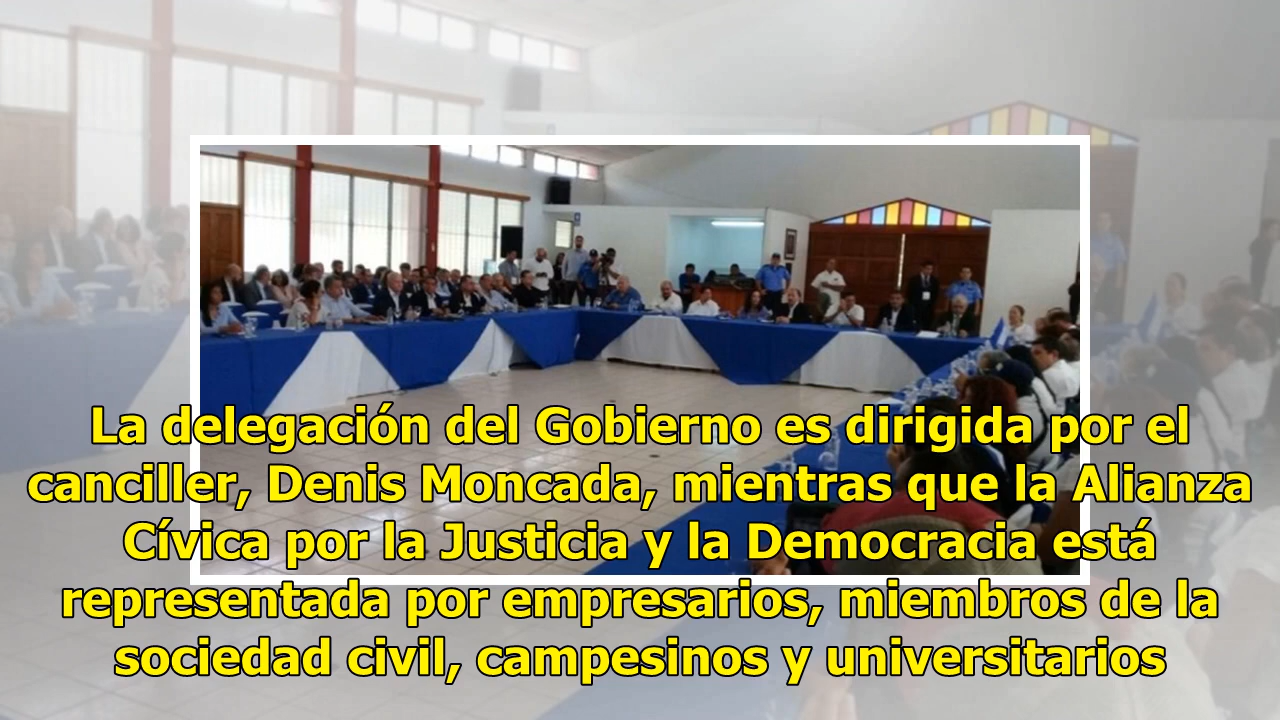 La delegación del Gobierno es dirigida por el
canciller, Denis Moncada, mientras que la Alianza
Cívica por la Justicia y la Democracia está
representada por empresarios, miembros de la
sociedad civil, campesinos y universitarios